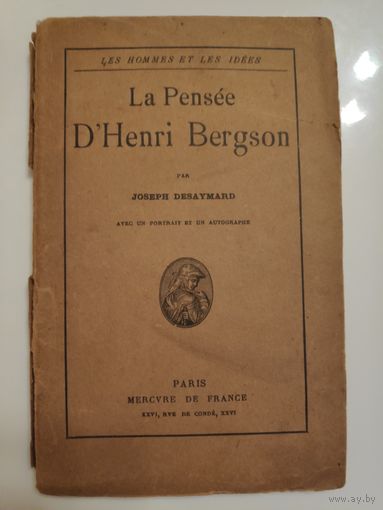 LES HOMMES ET LES IDÉES
La Pensée
D'Henri Bergson
PAR
JOSEPH DESAYMARD
AVEC UN PORTRAIT ET UN AUTOGRAPHE
PARIS
MERCVRE DE FRANCE
XXVI, RVE DE CONDÉ, XXVI
www.ay.by